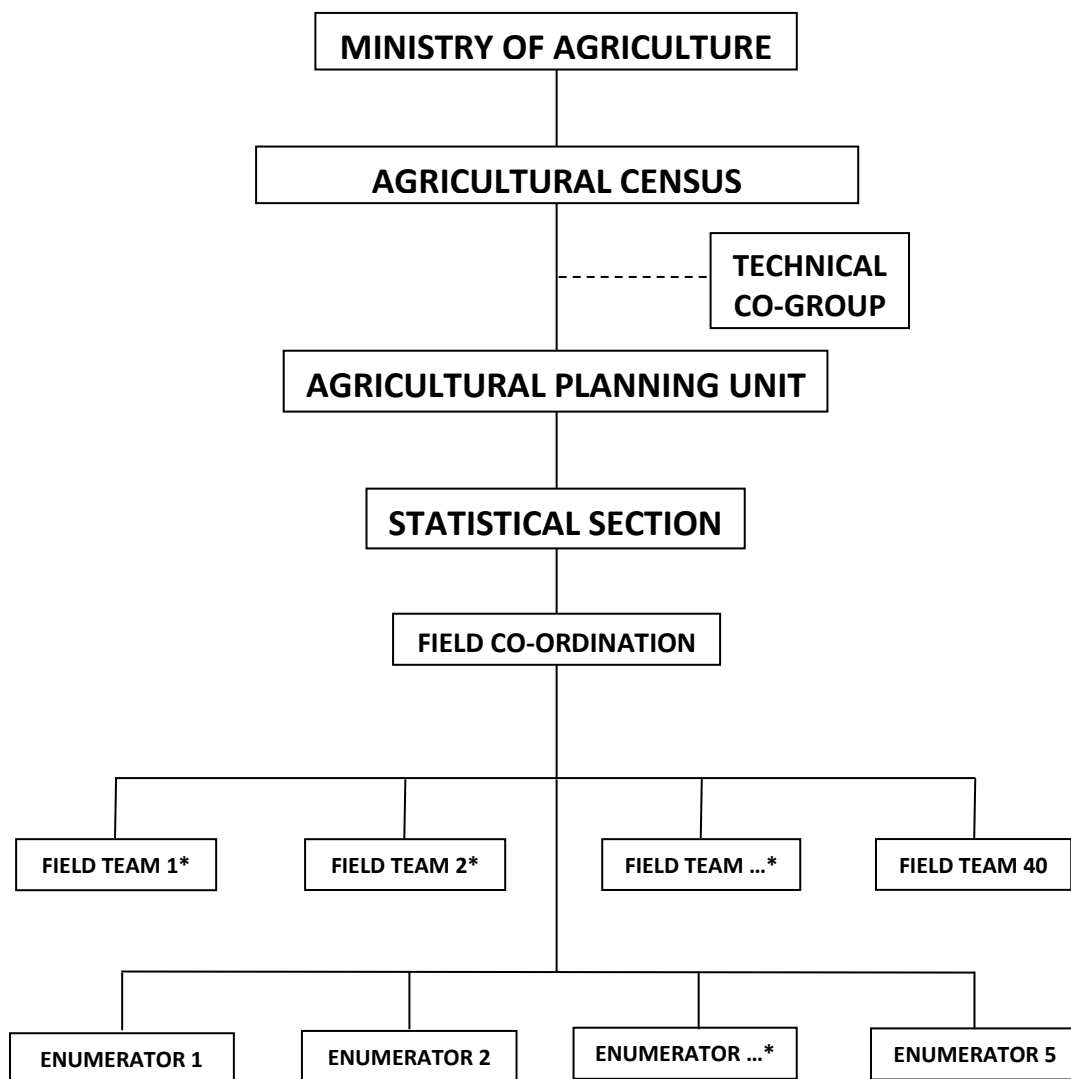 MINISTRY OF AGRICULTURE
AGRICULTURAL CENSUS
TECHNICAL
CO-GROUP
AGRICULTURAL PLANNING UNIT
STATISTICAL SECTION
FIELD CO-ORDINATION
FIELD TEAM 1*
FIELD TEAM 2*
FIELD TEAM ...*
FIELD TEAM 40
ENUMERATOR 1
ENUMERATOR 2
ENUMERATOR ...*
ENUMERATOR 5